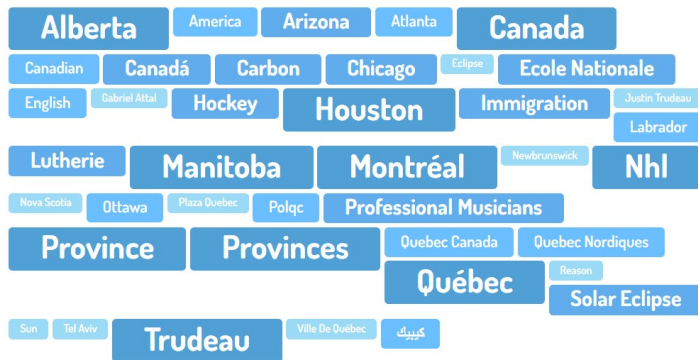 Alberta America Arizona Atlanta Canada
Canadian Canadá Carbon Chicago Eclipse Ecole Nationale
English Gabriel Attal Hockey Houston Immigration Justin Trudeau
Labrador
Lutherie Manitoba Montréal Newbrunswick Nhl
Nova Scotia Ottawa Plaza Quebec Polqc Professional Musicians
Province Provinces Quebec Canada Quebec Nordiques
Québec Reason
Solar Eclipse
Sun Tel Aviv Trudeau Ville De Québec كيبيك